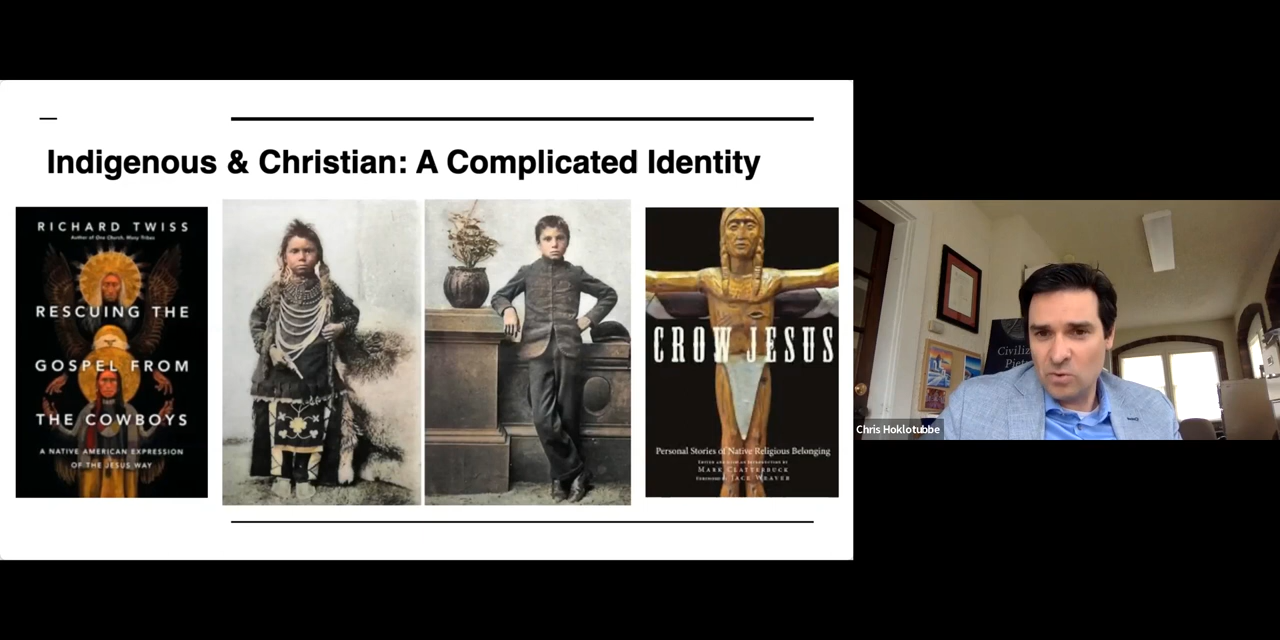 Indigenous & Christian: A Complicated Identity
RICHARD TWISS
Author of One Church, Many Tribes
RESCUING THE
GOSPEL FROM
THE COWBOYS
A NATIVE AMERICAN EXPRESSION
OF THE JESUS WAY
CROW JESUS
Personal Stories of Native Religious Belonging
EDITED AND WITH AN INTRODUCTION BY
MARK CLATTERBUCK
FOREWORD BY JACE WEAVER
Chris Hoklotubbe